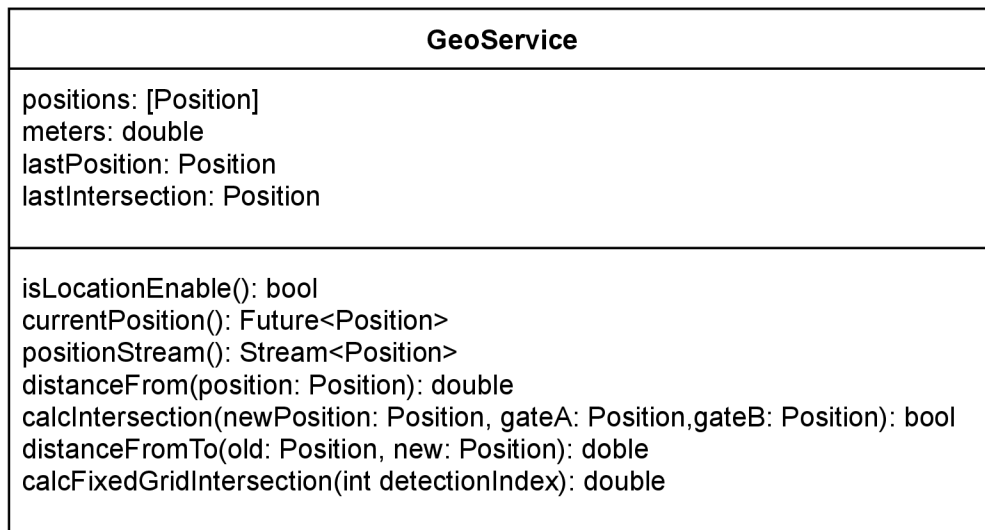 GeoService
positions: [Position]
meters: double
lastPosition: Position
lastIntersection: Position
isLocationEnable(): bool
currentPosition(): Future<Position>
positionStream(): Stream<Position>
distanceFrom(position: Position): double
calcIntersection(newPosition: Position, gateA: Position,gateB: Position): bool
distanceFromTo(old: Position, new: Position): doble
calcFixedGridIntersection(int detectionIndex): double